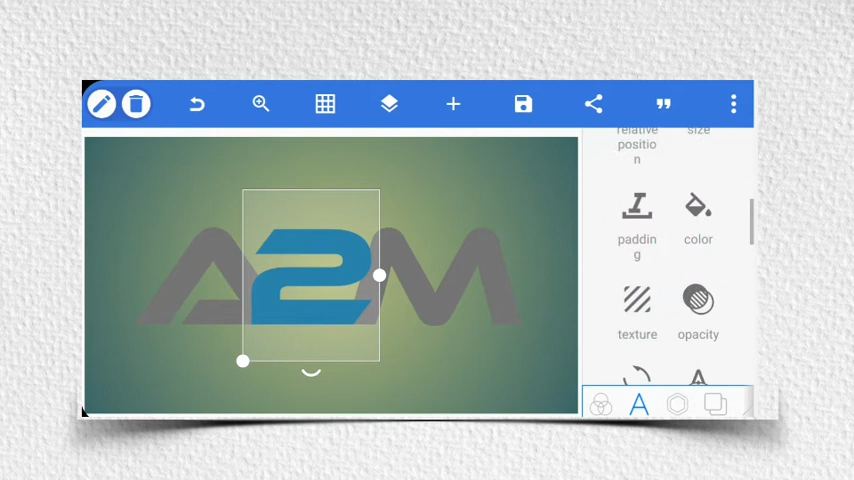 relative
positio
n
size
A2M
paddin
g
color
texture
opacity